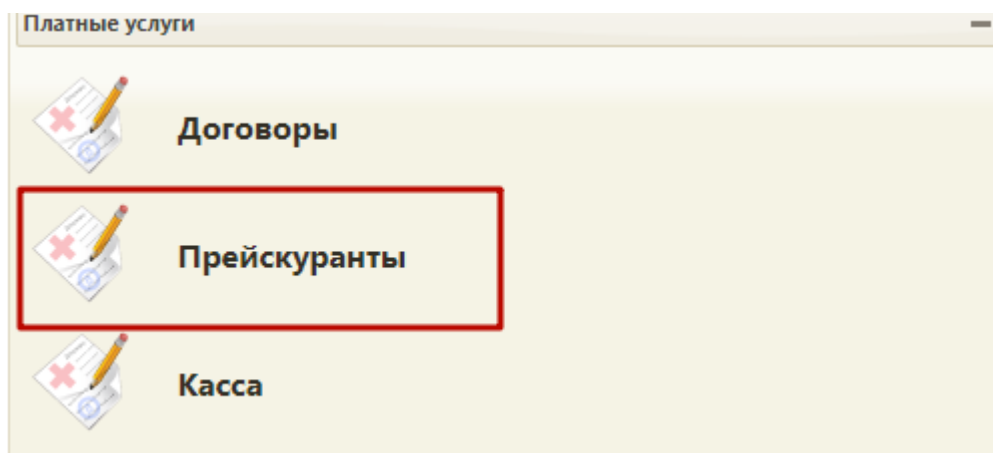 Платные услуги
Договоры
Прейскуранты
Касса